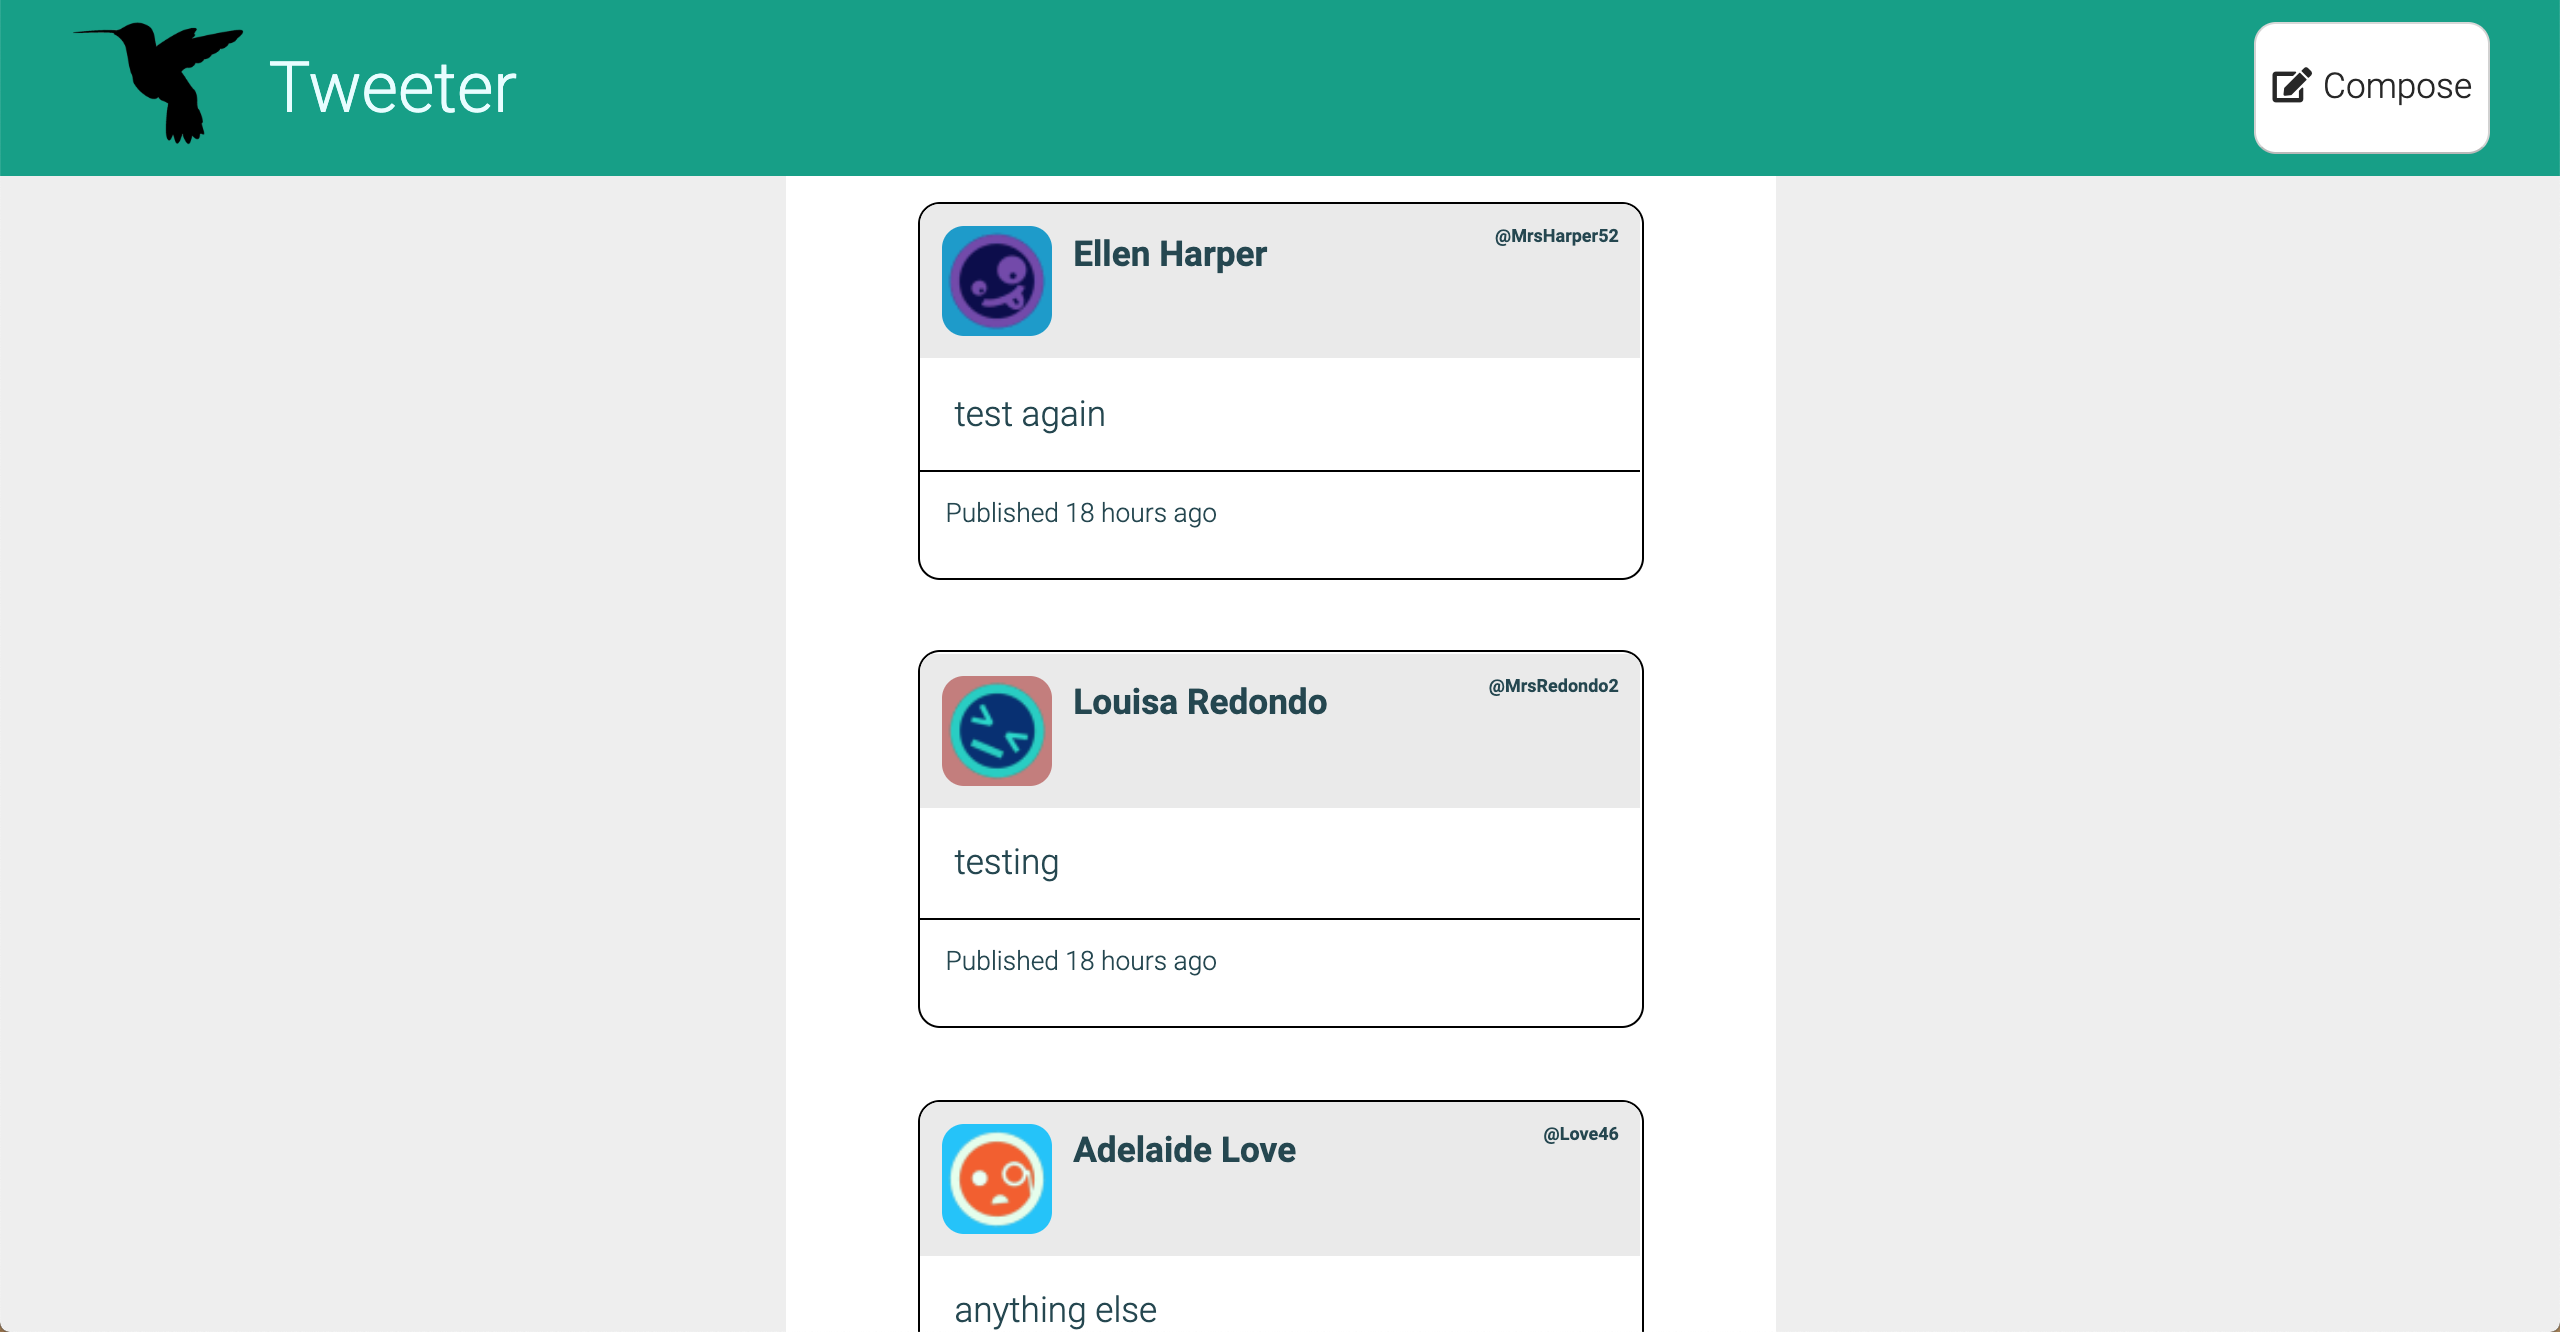 Tweeter
Compose
Ellen Harper
@MrsHarper52
test again
Published 18 hours ago
Louisa Redondo
@MrsRedondo2
testing
Published 18 hours ago
Adelaide Love
@Love46
anything else